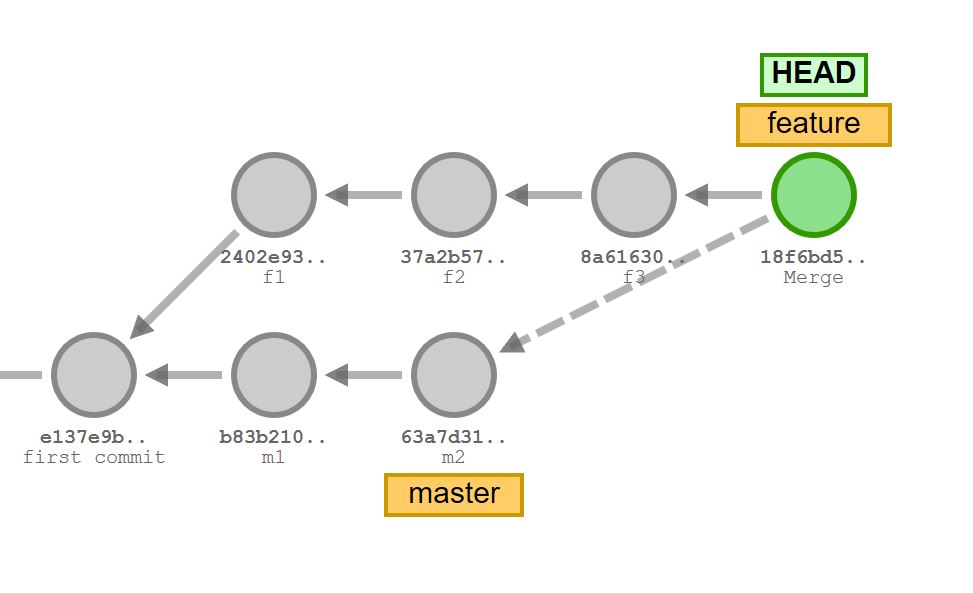 HEAD
feature
2402e93..
f1
37a2b57..
f2
8a61630..
f3
18f6bd5..
Merge
e137e9b..
first commit
b83b210..
m1
63a7d31..
m2
master